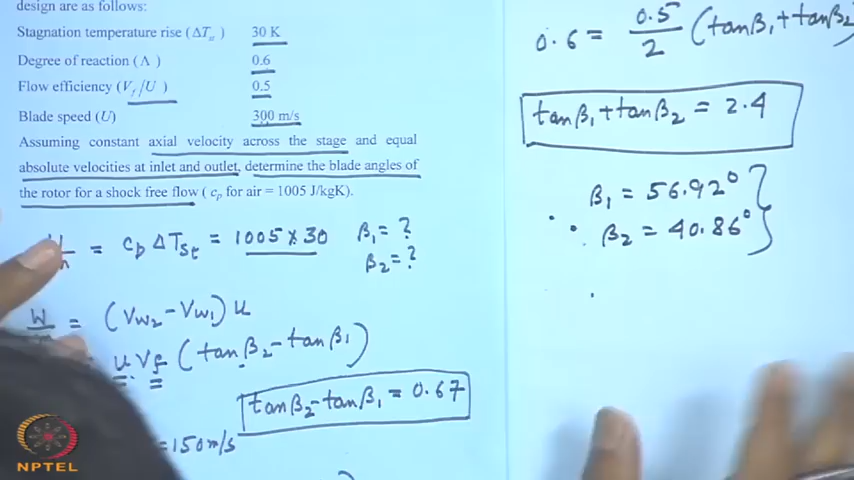 design are as follows:
Stagnation temperature rise (ΔT_st) 30 K
Degree of reaction (Λ) 0.6
Flow efficiency (V_f/U) 0.5
Blade speed (U) 300 m/s
Assuming constant axial velocity across the stage and equal
absolute velocities at inlet and outlet, determine the blade angles of
the rotor for a shock free flow ( c_p for air = 1005 J/kgK).
= c_p ΔT_st = 1005 × 30 β₁ = ?
β₂ = ?
W = (V_w2 - V_w1) U
U V_f (tan β₂ - tan β₁)
tan β₂ - tan β₁ = 0.67
= 150 m/s
0.6 = 0.5/2 (tan β₁ + tan β₂)
tan β₁ + tan β₂ = 2.4
β₁ = 56.92°
∴ β₂ = 40.86°
NPTEL